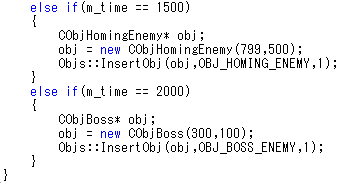 else if(m_time == 1500)
{
CObjHomingEnemy* obj;
obj = new CObjHomingEnemy(799,500);
Objs::InsertObj(obj,OBJ_HOMING_ENEMY,1);
}
else if(m_time == 2000)
{
CObjBoss* obj;
obj = new CObjBoss(300,100);
Objs::InsertObj(obj,OBJ_BOSS_ENEMY,1);
}
}